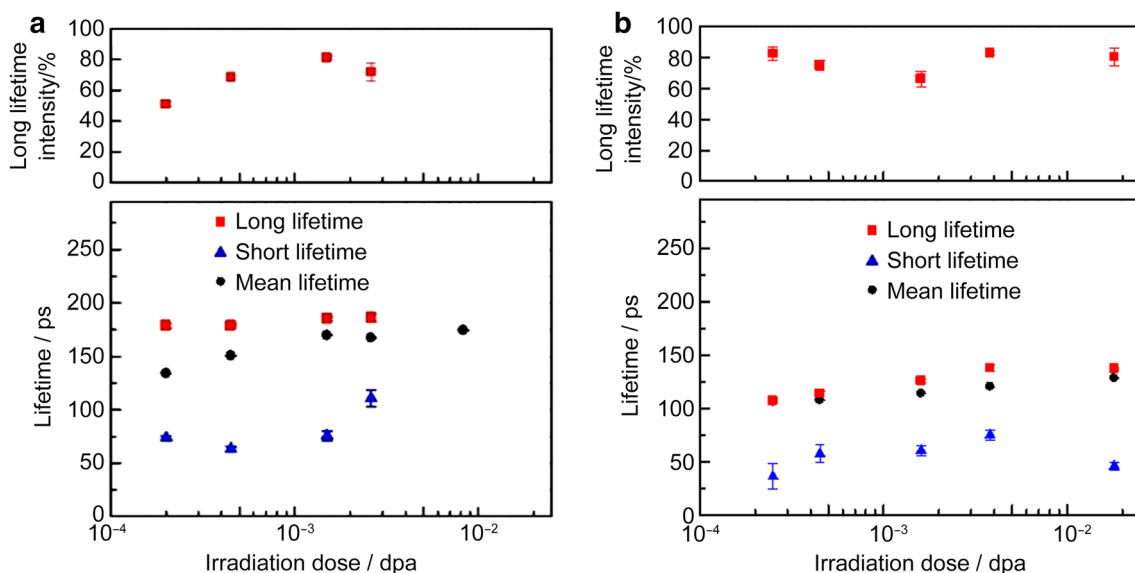 a
Long lifetime
intensity/%
100
80
60
40
20
0
Long lifetime
Short lifetime
Mean lifetime
Lifetime / ps
250
200
150
100
50
0
10⁻⁴
10⁻³
10⁻²
Irradiation dose / dpa
b
Long lifetime
intensity/%
100
80
60
40
20
0
Long lifetime
Short lifetime
Mean lifetime
Lifetime / ps
250
200
150
100
50
0
10⁻⁴
10⁻³
10⁻²
Irradiation dose / dpa